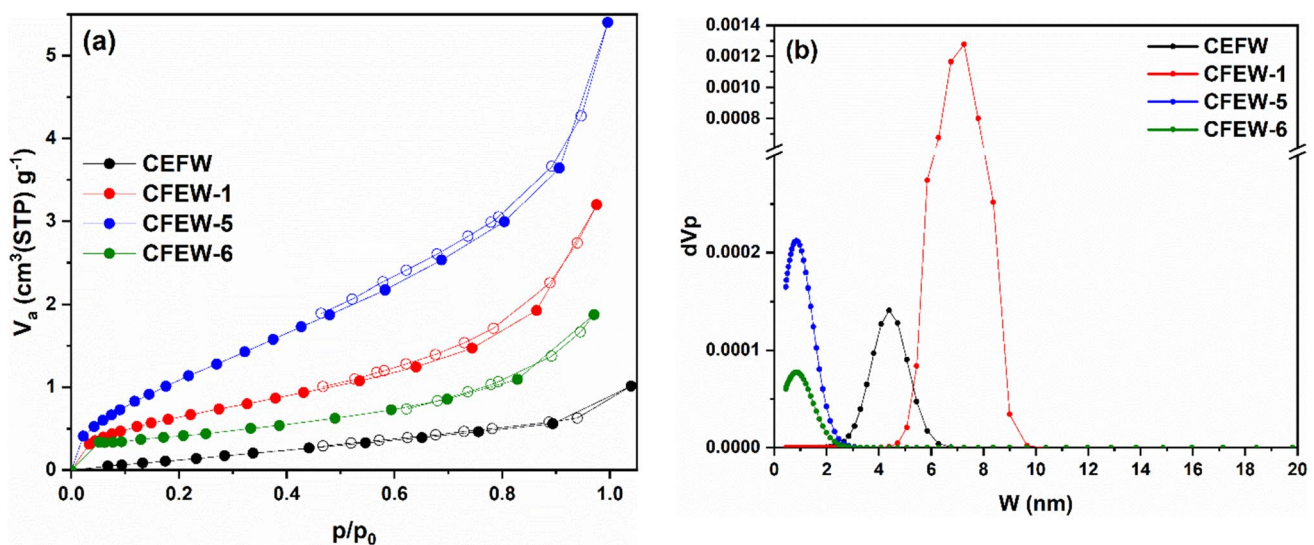 (a)
CEFW
CFEW-1
CFEW-5
CFEW-6
Va (cm3(STP) g-1)
5
4
3
2
1
0
0.0 0.2 0.4 0.6 0.8 1.0
p/p0
(b)
CEFW
CFEW-1
CFEW-5
CFEW-6
dVp
0.0014
0.0012
0.0010
0.0008
0.0002
0.0001
0.0000
0 2 4 6 8 10 12 14 16 18 20
W (nm)